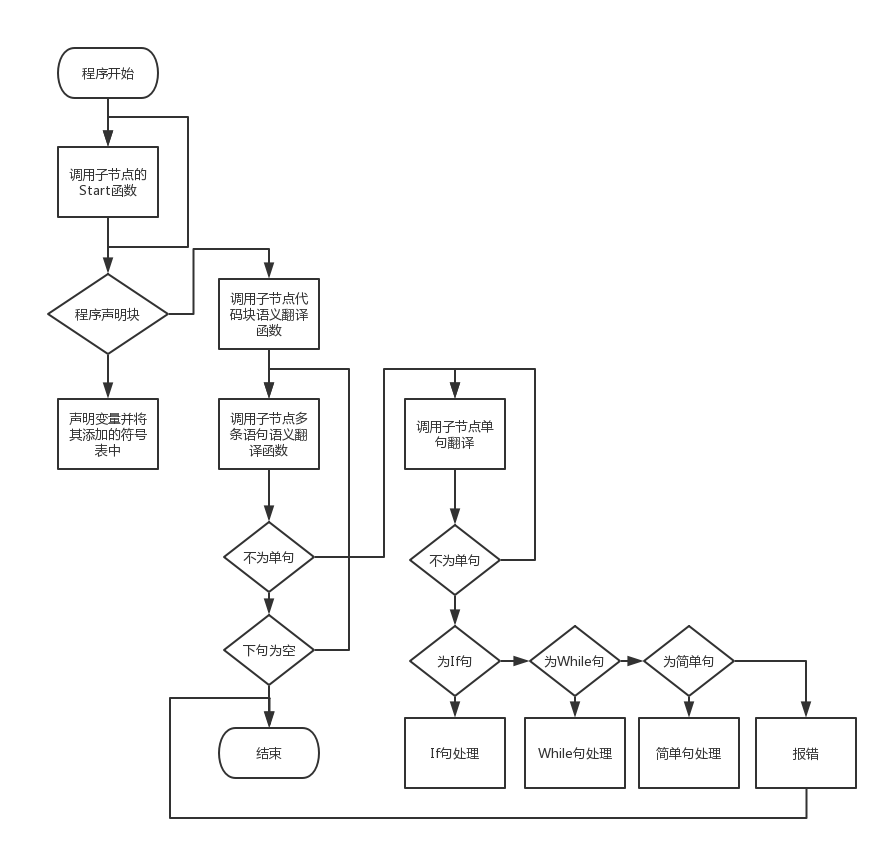 程序开始
调用子节点的
Start函数
程序声明块
声明变量并将
其添加的符号
表中
调用子节点代
码块语义翻译
函数
调用子节点多
条语句语义翻
译函数
不为单句
下句为空
结束
调用子节点单
句翻译
不为单句
为If句
为While句
为简单句
If句处理
While句处理
简单句处理
报错